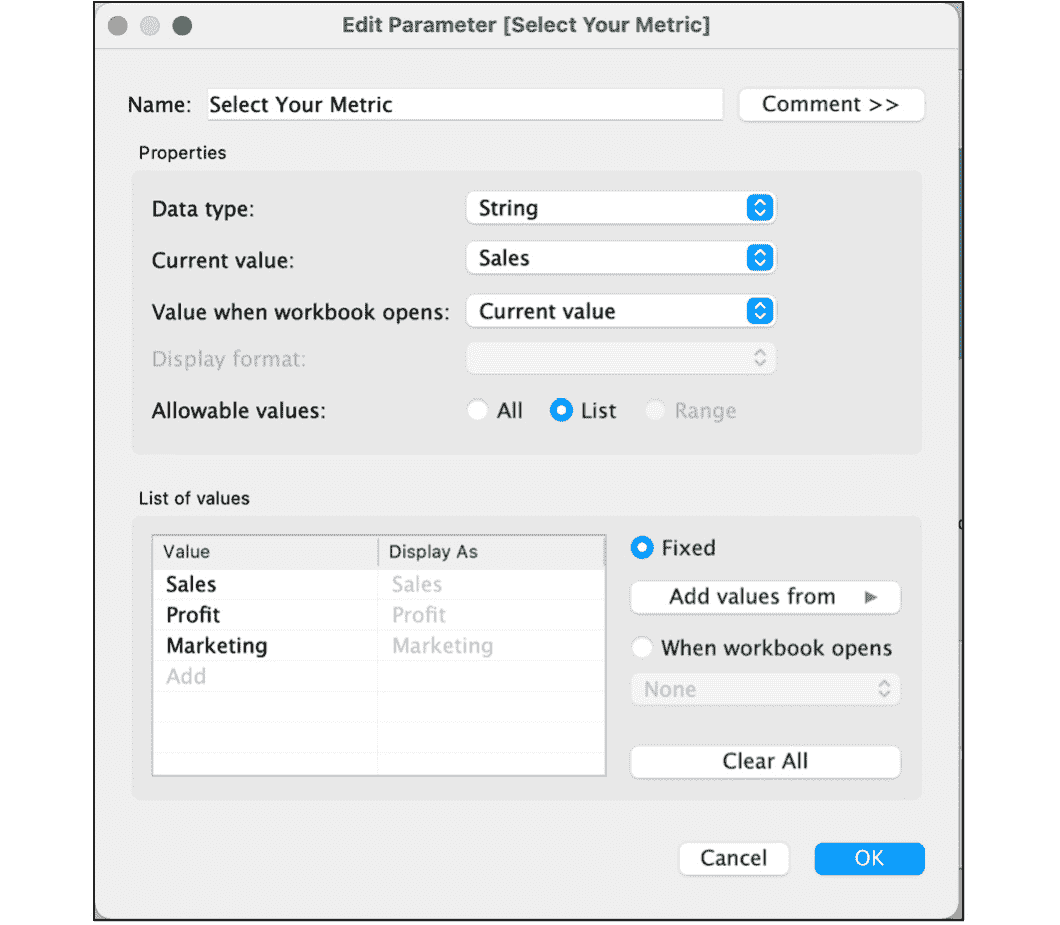 Edit Parameter [Select Your Metric]
Name: Select Your Metric Comment >>
Properties
Data type: String
Current value: Sales
Value when workbook opens: Current value
Display format:
Allowable values: All List Range
List of values
Value Display As
Fixed
Sales Sales
Add values from
Profit Profit
Marketing Marketing
When workbook opens
Add
None
Clear All
Cancel OK